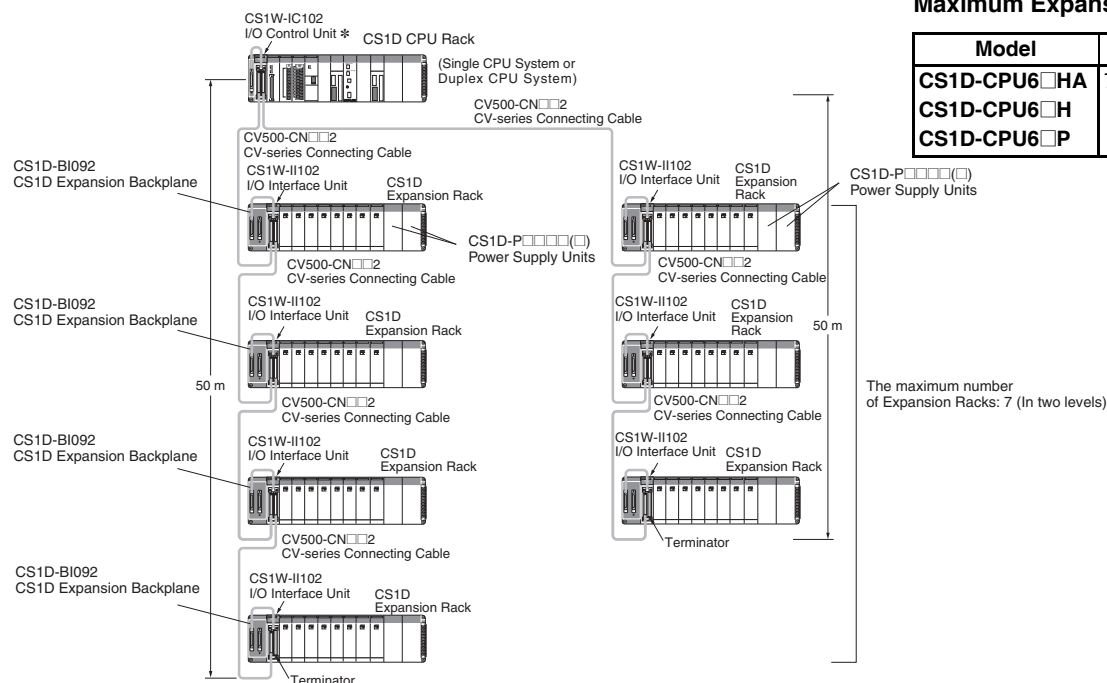 CS1W-IC102
I/O Control Unit *
CS1D CPU Rack
(Single CPU System or
Duplex CPU System)
CV500-CN□□2
CV-series Connecting Cable
CV500-CN□□2
CV-series Connecting Cable
Maximum Expans
Model
CS1D-CPU6□HA
CS1D-CPU6□H
CS1D-CPU6□P
CS1D-BI092
CS1D Expansion Backplane
CS1W-II102
I/O Interface Unit
CS1D
Expansion Rack
CS1D-P□□□□(□)
Power Supply Units
CV500-CN□□2
CV-series Connecting Cable
CS1W-II102
I/O Interface Unit
CS1D
Expansion
Rack
CS1D-P□□□□(□)
Power Supply Units
CV500-CN□□2
CV-series Connecting Cable
CS1D-BI092
CS1D Expansion Backplane
CS1W-II102
I/O Interface Unit
CS1D
Expansion Rack
CV500-CN□□2
CV-series Connecting Cable
50 m
CS1W-II102
I/O Interface Unit
CS1D
Expansion
Rack
50 m
CV500-CN□□2
CV-series Connecting Cable
The maximum number
of Expansion Racks: 7 (In two levels)
CS1D-BI092
CS1D Expansion Backplane
CS1W-II102
I/O Interface Unit
CS1D
Expansion Rack
CV500-CN□□2
CV-series Connecting Cable
CS1W-II102
I/O Interface Unit
CS1D
Expansion Rack
Terminator
CS1D-BI092
CS1D Expansion Backplane
CS1W-II102
I/O Interface Unit
CS1D
Expansion Rack
Terminator